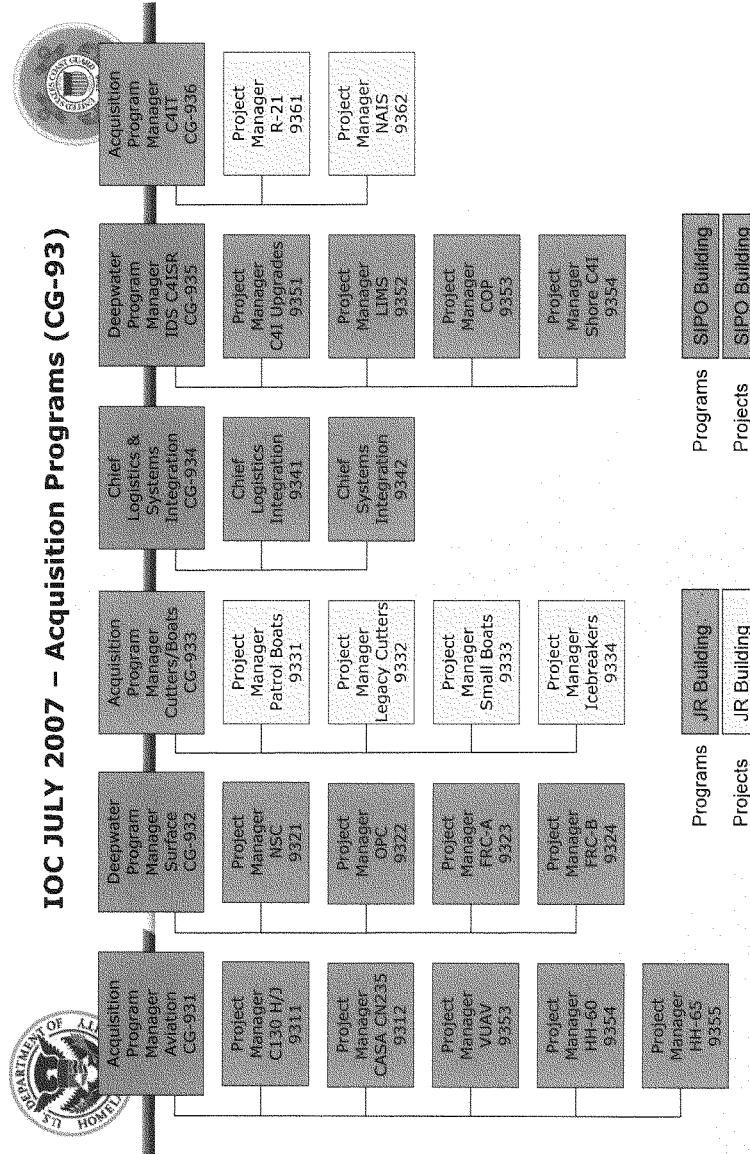 IOC JULY 2007 – Acquisition Programs (CG-93)
U.S. DEPARTMENT OF
UNITED STATES COAST GUARD
Acquisition
Program
Manager
Aviation
CG-931
Project
Manager
C130 H/J
9311
Project
Manager
CASA CN235
9312
Project
Manager
VUAV
9353
Project
Manager
HH-60
9354
Project
Manager
HH-65
9355
Deepwater
Program
Manager
Surface
CG-932
Project
Manager
NSC
9321
Project
Manager
OPC
9322
Project
Manager
FRC-A
9323
Project
Manager
FRC-B
9324
Acquisition
Program
Manager
Cutters/Boats
CG-933
Project
Manager
Patrol Boats
9331
Project
Manager
Legacy Cutters
9332
Project
Manager
Small Boats
9333
Project
Manager
Icebreakers
9334
Chief
Logistics &
Systems
Integration
CG-934
Chief
Logistics
Integration
9341
Chief
Systems
Integration
9342
Deepwater
Program
Manager
IDS C4ISR
CG-935
Project
Manager
C4I Upgrades
9351
Project
Manager
LIMS
9352
Project
Manager
COP
9353
Project
Manager
Shore C4I
9354
Acquisition
Program
Manager
C4IT
CG-936
Project
Manager
R-21
9361
Project
Manager
NAIS
9362
Programs JR Building
Projects JR Building
Programs SIPO Building
Projects SIPO Building